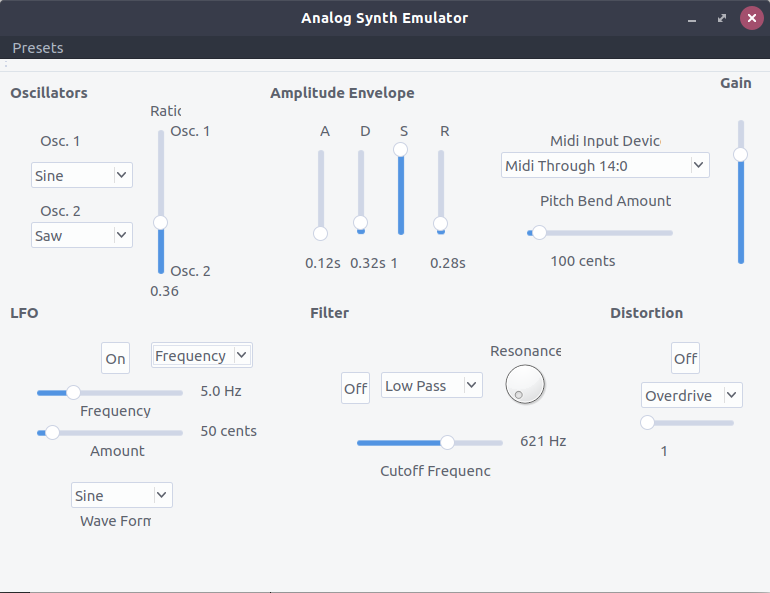 Analog Synth Emulator
Presets
Oscillators
Ratio
Osc. 1
Osc. 1
Sine
Osc. 2
Saw
Osc. 2
0.36
Amplitude Envelope
A D S R
0.12s 0.32s 1 0.28s
Midi Input Devic
Midi Through 14:0
Pitch Bend Amount
100 cents
Gain
LFO
On
Frequency
5.0 Hz
Frequency
50 cents
Amount
Sine
Wave Form
Filter
Resonance
Off
Low Pass
621 Hz
Cutoff Frequenc
Distortion
Off
Overdrive
1